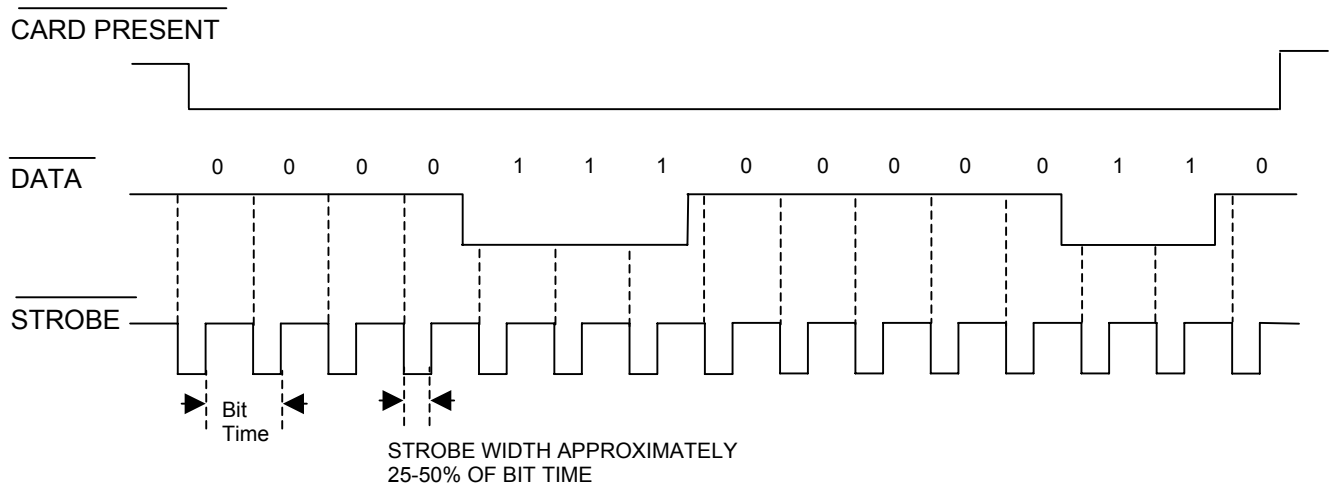 CARD PRESENT
DATA
0 0 0 0 1 1 1 0 0 0 0 0 1 1 0
STROBE
Bit
Time
STROBE WIDTH APPROXIMATELY
25-50% OF BIT TIME